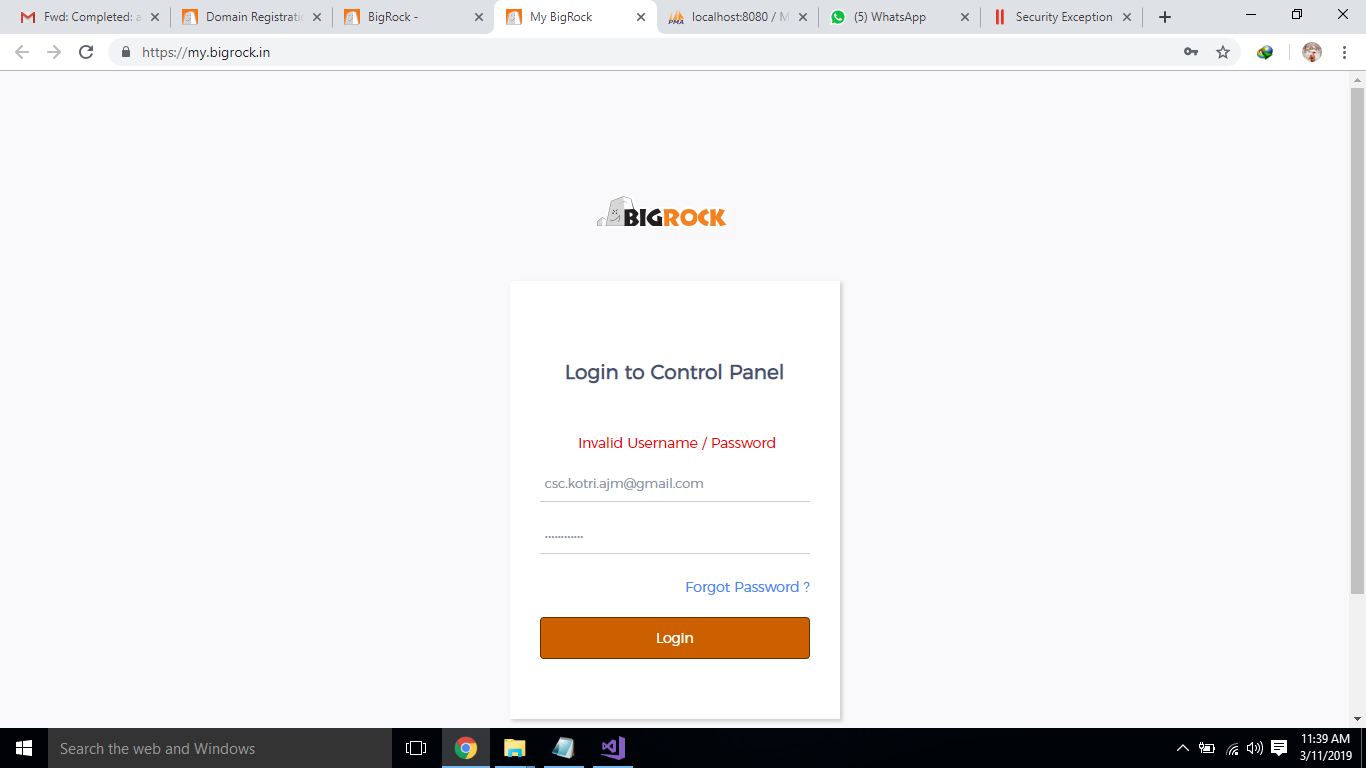 Fwd: Completed: a
Domain Registratio
BigRock -
My BigRock
PMA
localhost:8080 / M
(5) WhatsApp
Security Exception
https://my.bigrock.in
BIGROCK
Login to Control Panel
Invalid Username / Password
csc.kotri.ajm@gmail.com
............
Forgot Password ?
Login
Search the web and Windows
11:39 AM
3/11/2019